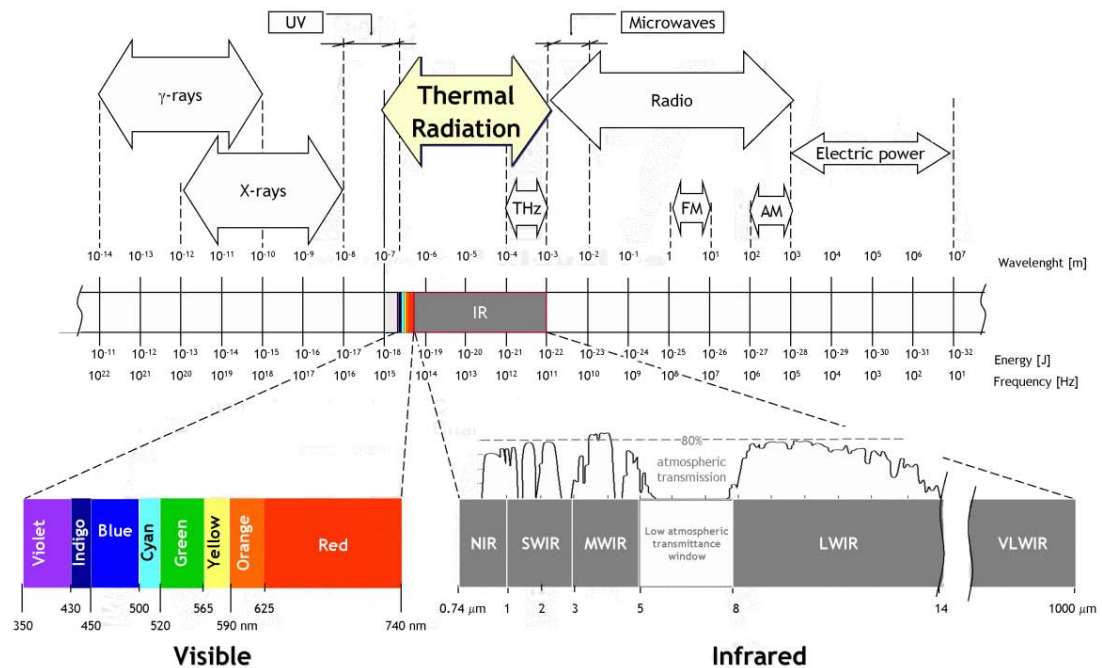 UV
Microwaves
γ-rays
Thermal
Radiation
Radio
Electric power
X-rays
THz
FM
AM
10⁻¹⁴ 10⁻¹³ 10⁻¹² 10⁻¹¹ 10⁻¹⁰ 10⁻⁹ 10⁻⁸ 10⁻⁷ 10⁻⁶ 10⁻⁵ 10⁻⁴ 10⁻³ 10⁻² 10⁻¹ 1 10¹ 10² 10³ 10⁴ 10⁵ 10⁶ 10⁷
Wavelenght [m]
IR
10⁻¹¹ 10⁻¹² 10⁻¹³ 10⁻¹⁴ 10⁻¹⁵ 10⁻¹⁶ 10⁻¹⁷ 10⁻¹⁸ 10⁻¹⁹ 10⁻²⁰ 10⁻²¹ 10⁻²² 10⁻²³ 10⁻²⁴ 10⁻²⁵ 10⁻²⁶ 10⁻²⁷ 10⁻²⁸ 10⁻²⁹ 10⁻³⁰ 10⁻³¹ 10⁻³²
Energy [J]
10²² 10²¹ 10²⁰ 10¹⁹ 10¹⁸ 10¹⁷ 10¹⁶ 10¹⁵ 10¹⁴ 10¹³ 10¹² 10¹¹ 10¹⁰ 10⁹ 10⁸ 10⁷ 10⁶ 10⁵ 10⁴ 10³ 10² 10¹
Frequency [Hz]
80%
atmospheric
transmission
Violet
Indigo
Blue
Cyan
Green
Yellow
Orange
Red
350 430 450 500 520 565 590 nm 625 740 nm
Visible
NIR
SWIR
MWIR
Low atmospheric
transmittance
window
LWIR
VLWIR
0.74 μm 1 2 3 5 8 14 1000 μm
Infrared